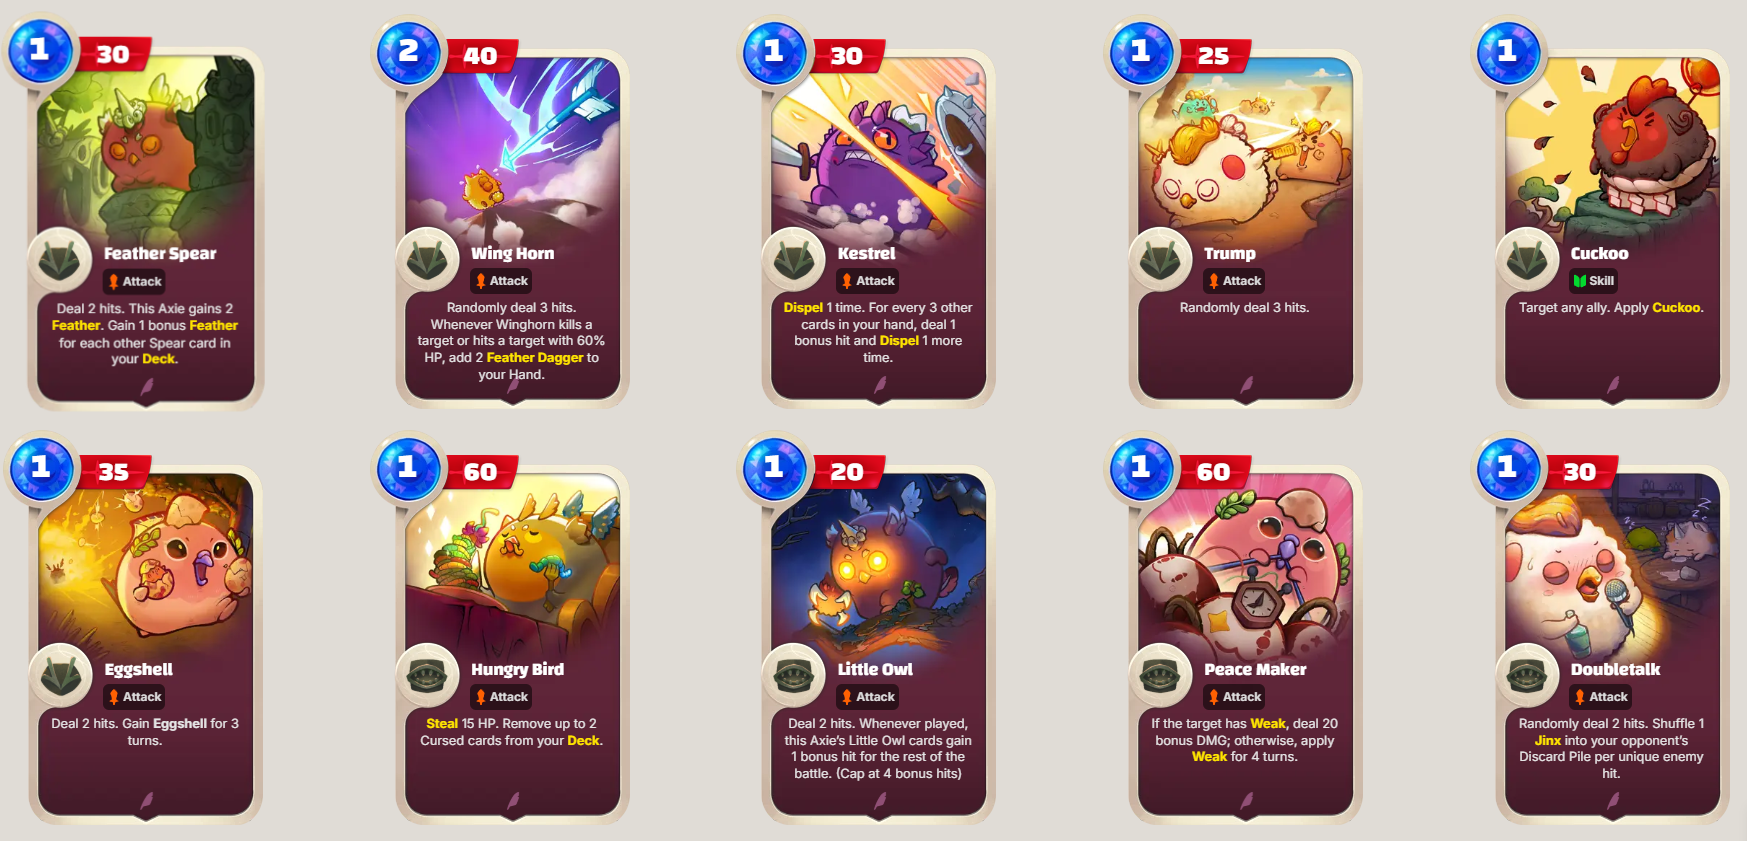 1 30
Feather Spear
Attack
Deal 2 hits. This Axie gains 2
Feather. Gain 1 bonus Feather
for each other Spear card in
your Deck.
2 40
Wing Horn
Attack
Randomly deal 3 hits.
Whenever Winghorn kills a
target or hits a target with 60%
HP, add 2 Feather Dagger to
your Hand.
1 30
Kestrel
Attack
Dispel 1 time. For every 3 other
cards in your hand, deal 1
bonus hit and Dispel 1 more
time.
1 25
Trump
Attack
Randomly deal 3 hits.
1
Cuckoo
Skill
Target any ally. Apply Cuckoo.
1 35
Eggshell
Attack
Deal 2 hits. Gain Eggshell for 3
turns.
1 60
Hungry Bird
Attack
Steal 15 HP. Remove up to 2
Cursed cards from your Deck.
1 20
Little Owl
Attack
Deal 2 hits. Whenever played,
this Axie's Little Owl cards gain
1 bonus hit for the rest of the
battle. (Cap at 4 bonus hits)
1 60
Peace Maker
Attack
If the target has Weak, deal 20
bonus DMG; otherwise, apply
Weak for 4 turns.
1 30
Doubletalk
Attack
Randomly deal 2 hits. Shuffle 1
Jinx into your opponent's
Discard Pile per unique enemy
hit.